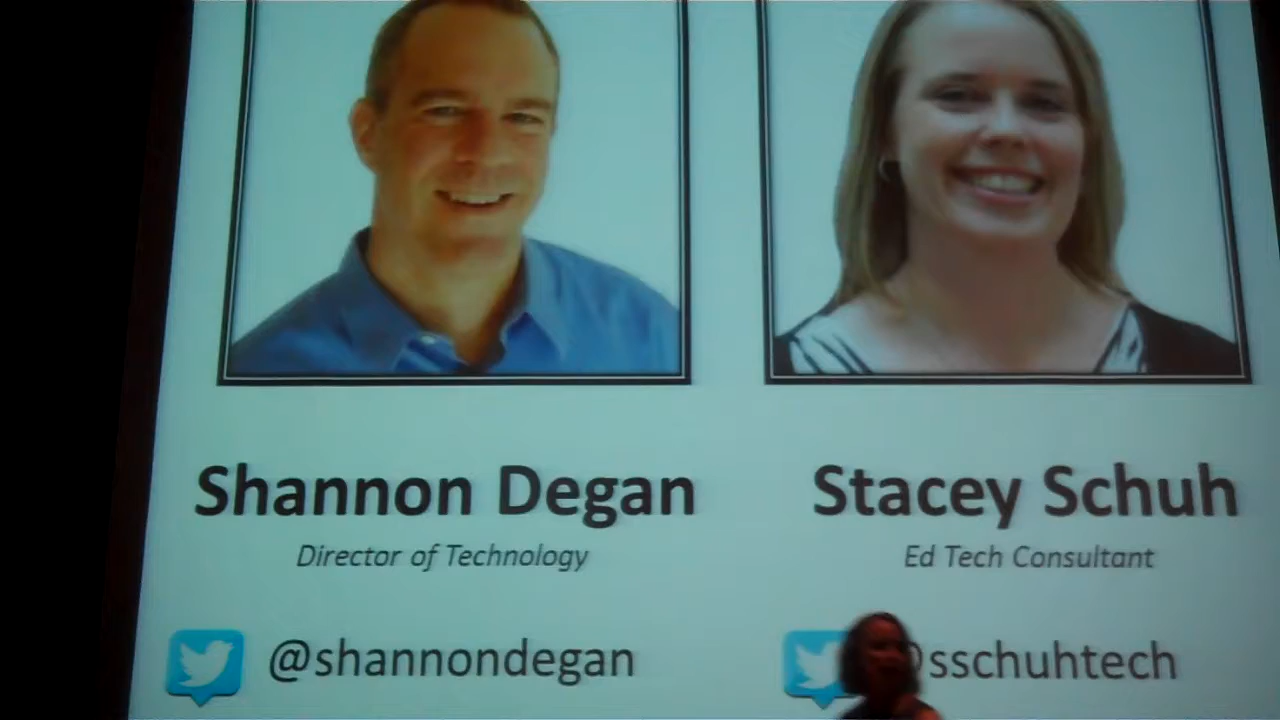 Shannon Degan
Director of Technology
@shannondegan
Stacey Schuh
Ed Tech Consultant
@sschuhtech